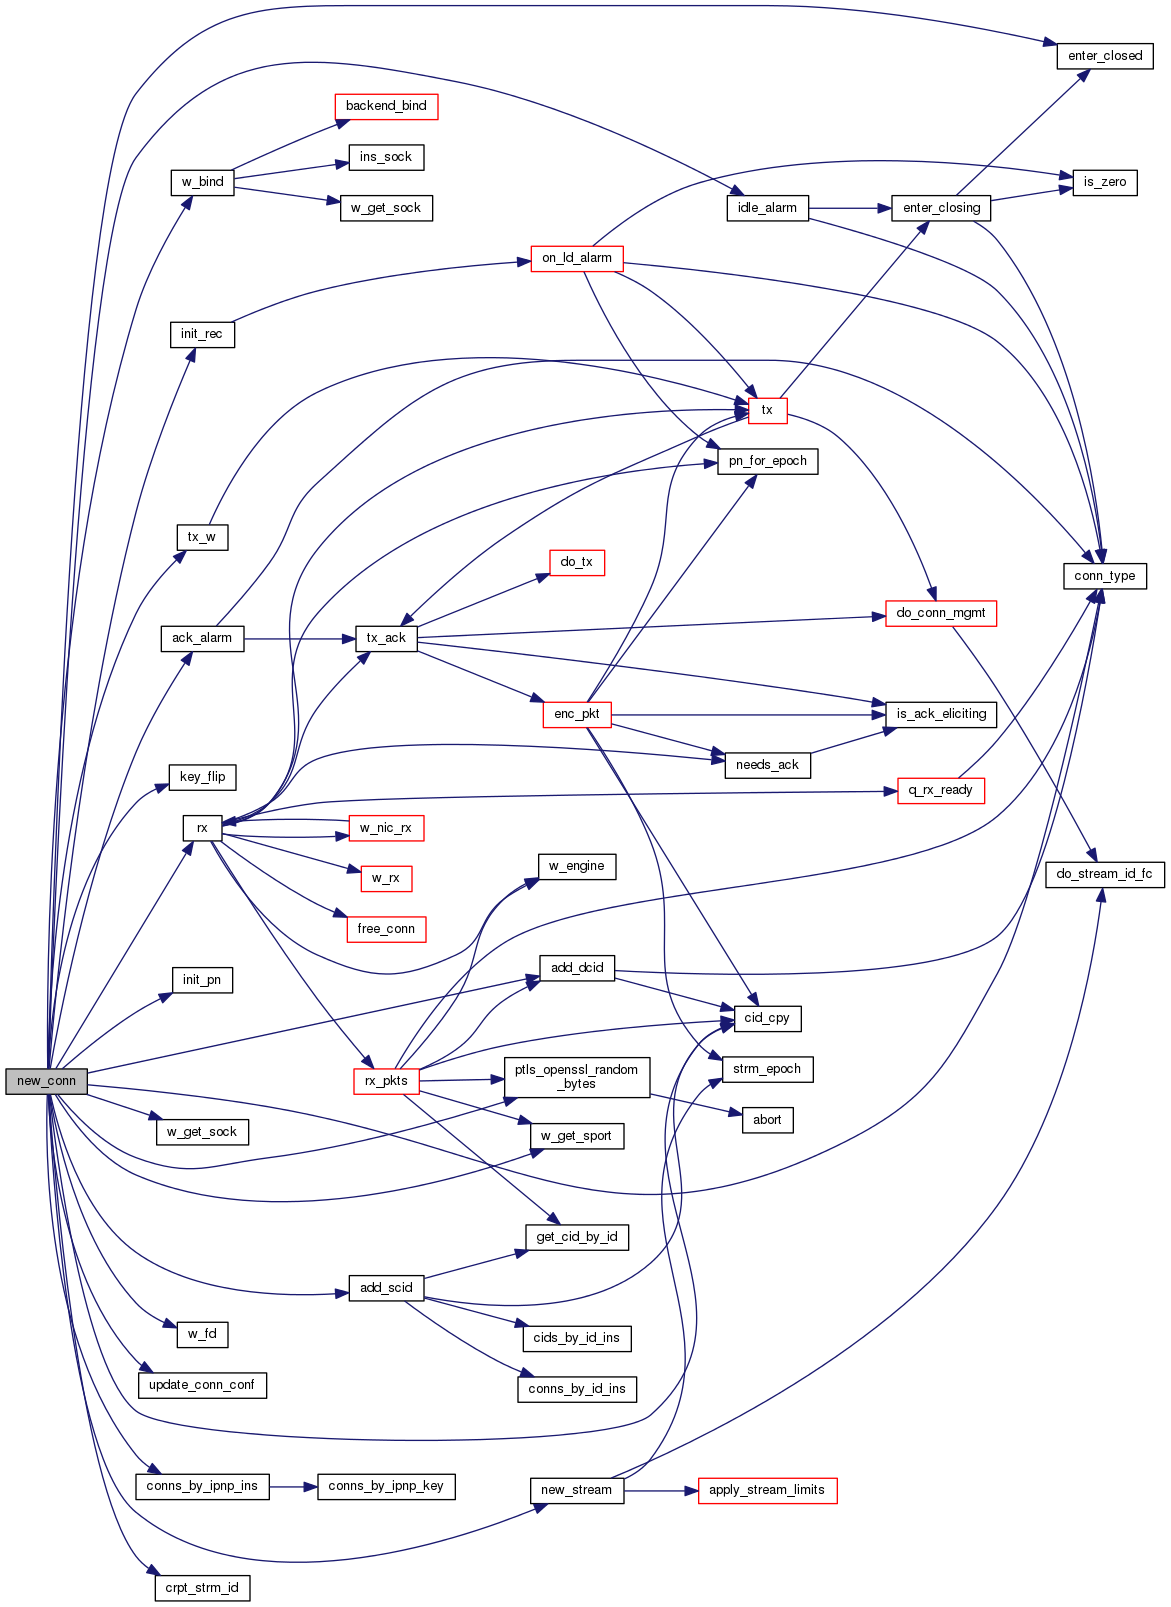 enter_closed
backend_bind
ins_sock
w_bind
is_zero
w_get_sock
idle_alarm
enter_closing
on_ld_alarm
init_rec
tx
pn_for_epoch
tx_w
do_tx
conn_type
do_conn_mgmt
ack_alarm
tx_ack
enc_pkt
is_ack_eliciting
needs_ack
key_flip
q_rx_ready
rx
w_nic_rx
w_engine
w_rx
do_stream_id_fc
free_conn
add_dcid
init_pn
cid_cpy
strm_epoch
new_conn
rx_pkts
ptls_openssl_random
_bytes
abort
w_get_sock
w_get_sport
get_cid_by_id
add_scid
w_fd
cids_by_id_ins
update_conn_conf
conns_by_id_ins
conns_by_ipnp_ins
conns_by_ipnp_key
new_stream
apply_stream_limits
crpt_strm_id